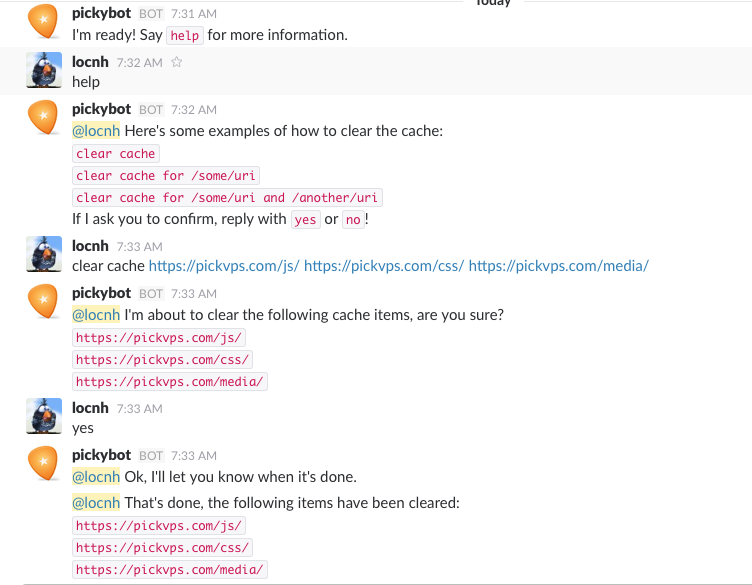 Today
pickybot BOT 7:31 AM
I'm ready! Say help for more information.
locnh 7:32 AM
help
pickybot BOT 7:32 AM
@locnh Here's some examples of how to clear the cache:
clear cache
clear cache for /some/uri
clear cache for /some/uri and /another/uri
If I ask you to confirm, reply with yes or no!
locnh 7:33 AM
clear cache https://pickvps.com/js/ https://pickvps.com/css/ https://pickvps.com/media/
pickybot BOT 7:33 AM
@locnh I'm about to clear the following cache items, are you sure?
https://pickvps.com/js/
https://pickvps.com/css/
https://pickvps.com/media/
locnh 7:33 AM
yes
pickybot BOT 7:33 AM
@locnh Ok, I'll let you know when it's done.
@locnh That's done, the following items have been cleared:
https://pickvps.com/js/
https://pickvps.com/css/
https://pickvps.com/media/